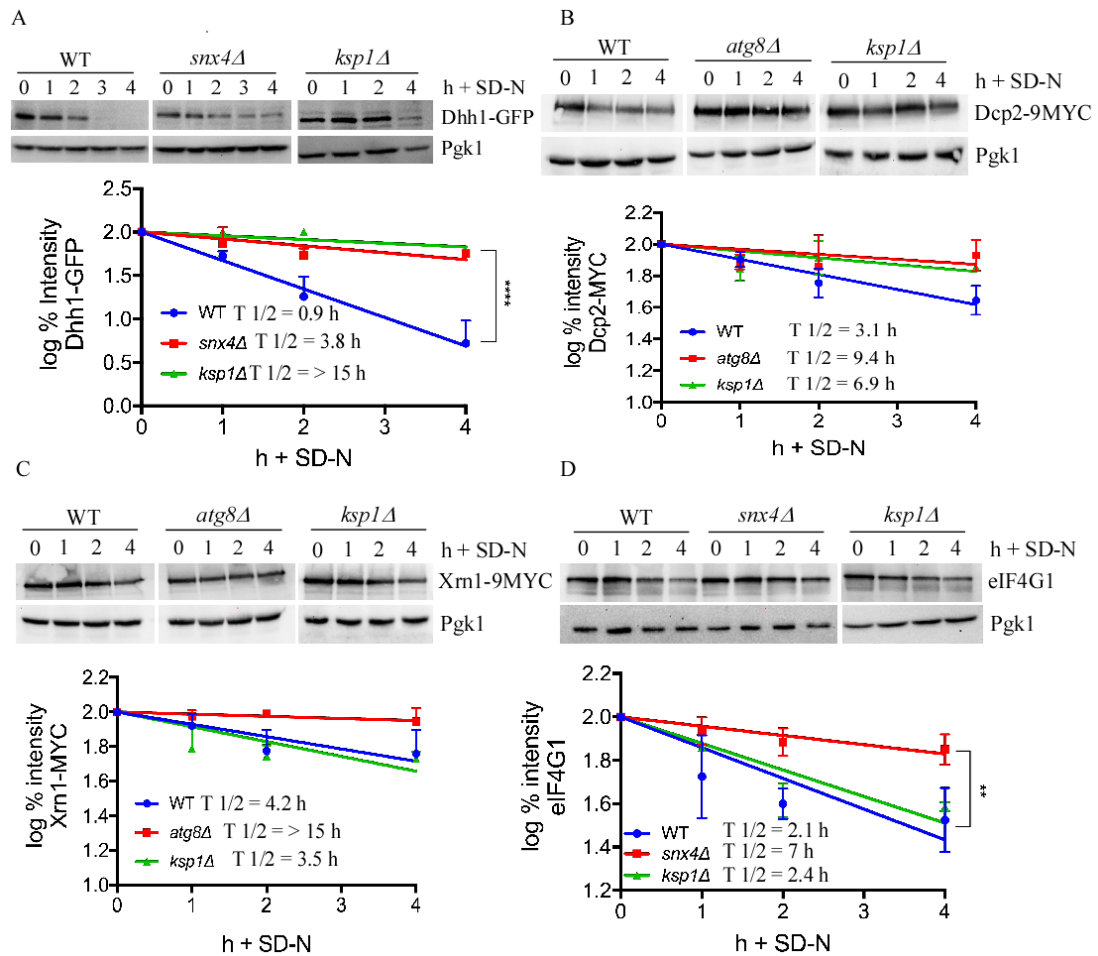 A
WT snx4Δ ksp1Δ
0 1 2 3 4 0 1 2 3 4 0 1 2 4 h + SD-N
Dhh1-GFP
Pgk1
2.5
2.0
1.5
1.0
0.5
0.0
log % Intensity
Dhh1-GFP
WT T 1/2 = 0.9 h
snx4Δ T 1/2 = 3.8 h
ksp1Δ T 1/2 = > 15 h
****
0 1 2 3 4
h + SD-N
B
WT atg8Δ ksp1Δ
0 1 2 4 0 1 2 4 0 1 2 4 h + SD-N
Dcp2-9MYC
Pgk1
2.2
2.0
1.8
1.6
1.4
1.2
1.0
log % intensity
Dcp2-MYC
WT T 1/2 = 3.1 h
atg8Δ T 1/2 = 9.4 h
ksp1Δ T 1/2 = 6.9 h
0 1 2 3 4
h + SD-N
C
WT atg8Δ ksp1Δ
0 1 2 4 0 1 2 4 0 1 2 4 h + SD-N
Xrn1-9MYC
Pgk1
2.2
2.0
1.8
1.6
1.4
1.2
1.0
log % intensity
Xrn1-MYC
WT T 1/2 = 4.2 h
atg8Δ T 1/2 = > 15 h
ksp1Δ T 1/2 = 3.5 h
0 1 2 3 4
h + SD-N
D
WT snx4Δ ksp1Δ
0 1 2 4 0 1 2 4 0 1 2 4 h + SD-N
eIF4G1
Pgk1
2.2
2.0
1.8
1.6
1.4
1.2
log % intensity
eIF4G1
WT T 1/2 = 2.1 h
snx4Δ T 1/2 = 7 h
ksp1Δ T 1/2 = 2.4 h
**
0 1 2 3 4
h + SD-N